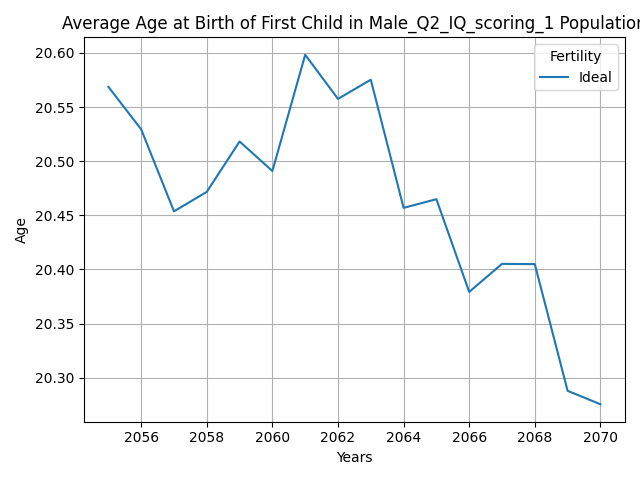 Average Age at Birth of First Child in Male_Q2_IQ_scoring_1 Population
Fertility
Ideal
20.60
20.55
20.50
20.45
20.40
20.35
20.30
Age
2056 2058 2060 2062 2064 2066 2068 2070
Years